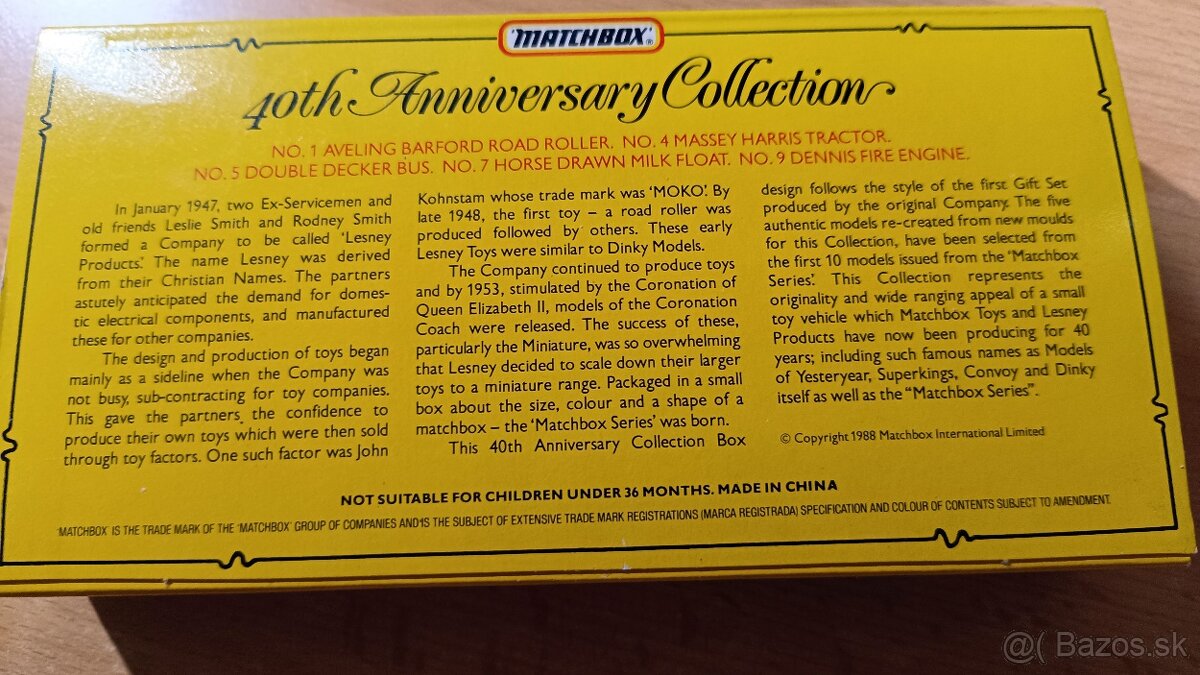 'MATCHBOX'®
40th Anniversary Collection
NO. 1 AVELING BARFORD ROAD ROLLER. NO. 4 MASSEY HARRIS TRACTOR.
NO. 5 DOUBLE DECKER BUS. NO. 7 HORSE DRAWN MILK FLOAT. NO. 9 DENNIS FIRE ENGINE.
In January 1947, two Ex-Servicemen and
old friends Leslie Smith and Rodney Smith
formed a Company to be called 'Lesney
Products'. The name Lesney was derived
from their Christian Names. The partners
astutely anticipated the demand for domes-
tic electrical components, and manufactured
these for other companies.
The design and production of toys began
mainly as a sideline when the Company was
not busy, sub-contracting for toy companies.
This gave the partners the confidence to
produce their own toys which were then sold
through toy factors. One such factor was John
Kohnstam whose trade mark was 'MOKO'. By
late 1948, the first toy – a road roller was
produced followed by others. These early
Lesney Toys were similar to Dinky Models.
The Company continued to produce toys
and by 1953, stimulated by the Coronation of
Queen Elizabeth II, models of the Coronation
Coach were released. The success of these,
particularly the Miniature, was so overwhelming
that Lesney decided to scale down their larger
toys to a miniature range. Packaged in a small
box about the size, colour and a shape of a
matchbox – the 'Matchbox Series' was born.
This 40th Anniversary Collection Box
design follows the style of the first Gift Set
produced by the original Company. The five
authentic models re-created from new moulds
for this Collection, have been selected from
the first 10 models issued from the 'Matchbox
Series'. This Collection represents the
originality and wide ranging appeal of a small
toy vehicle which Matchbox Toys and Lesney
Products have now been producing for 40
years; including such famous names as Models
of Yesteryear, Superkings, Convoy and Dinky
itself as well as the "Matchbox Series".
© Copyright 1988 Matchbox International Limited
NOT SUITABLE FOR CHILDREN UNDER 36 MONTHS. MADE IN CHINA
'MATCHBOX' IS THE TRADE MARK OF THE 'MATCHBOX' GROUP OF COMPANIES AND IS THE SUBJECT OF EXTENSIVE TRADE MARK REGISTRATIONS (MARCA REGISTRADA) SPECIFICATION AND COLOUR OF CONTENTS SUBJECT TO AMENDMENT.
@( Bazos.sk